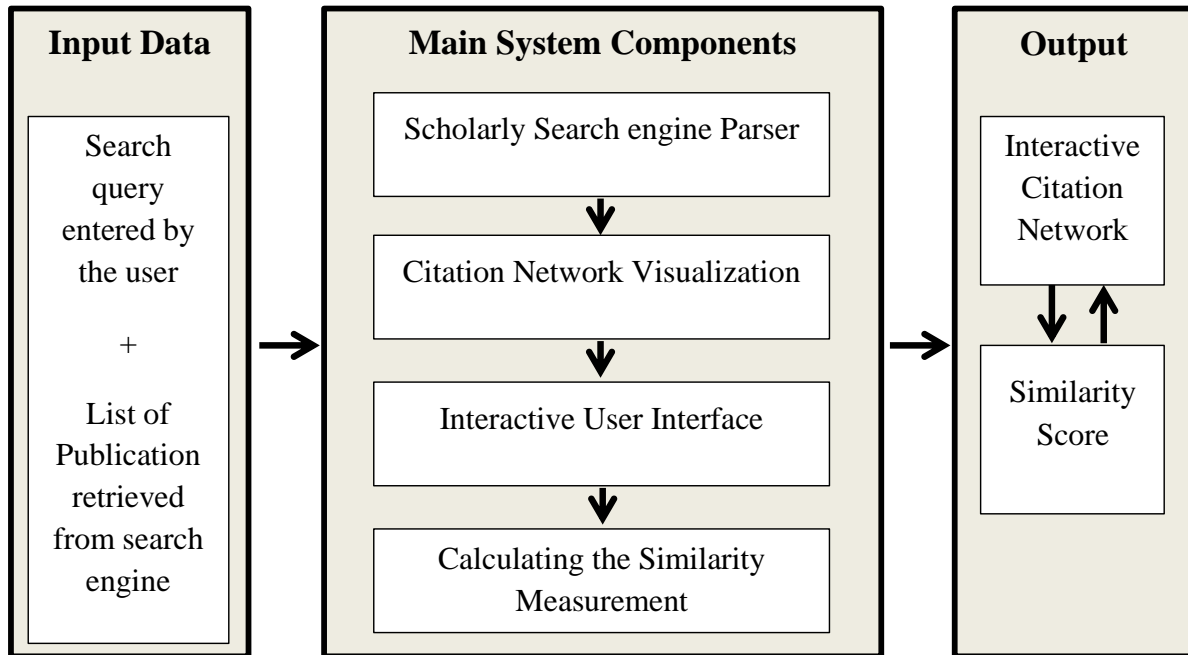 Input Data
Search
query
entered by
the user
+
List of
Publication
retrieved
from search
engine
Main System Components
Scholarly Search engine Parser
Citation Network Visualization
Interactive User Interface
Calculating the Similarity
Measurement
Output
Interactive
Citation
Network
Similarity
Score